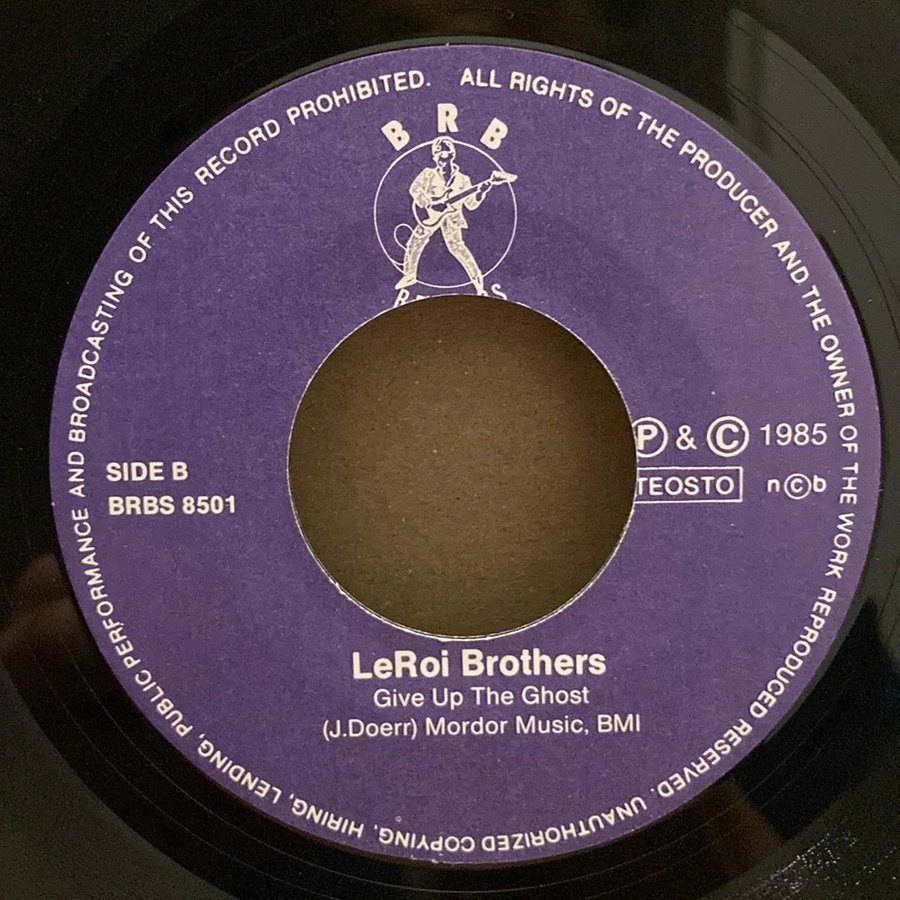 ALL RIGHTS OF THE PRODUCER AND THE OWNER OF THE WORK REPRODUCED RESERVED. UNAUTHORIZED COPYING, HIRING, LENDING, PUBLIC PERFORMANCE AND BROADCASTING OF THIS RECORD PROHIBITED.
BRB
SIDE B
BRBS 8501
Ⓟ & © 1985
TEOSTO n©b
LeRoi Brothers
Give Up The Ghost
(J.Doerr) Mordor Music, BMI